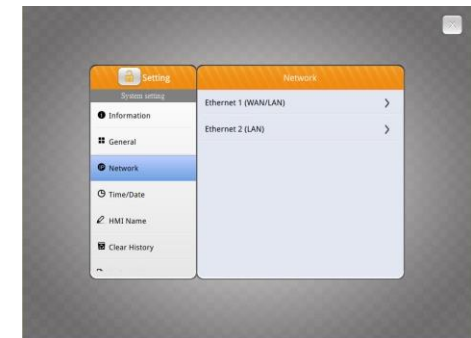 Setting
System setting
Information
General
Network
Time/Date
HMI Name
Clear History
Network
Ethernet 1 (WAN/LAN)
Ethernet 2 (LAN)